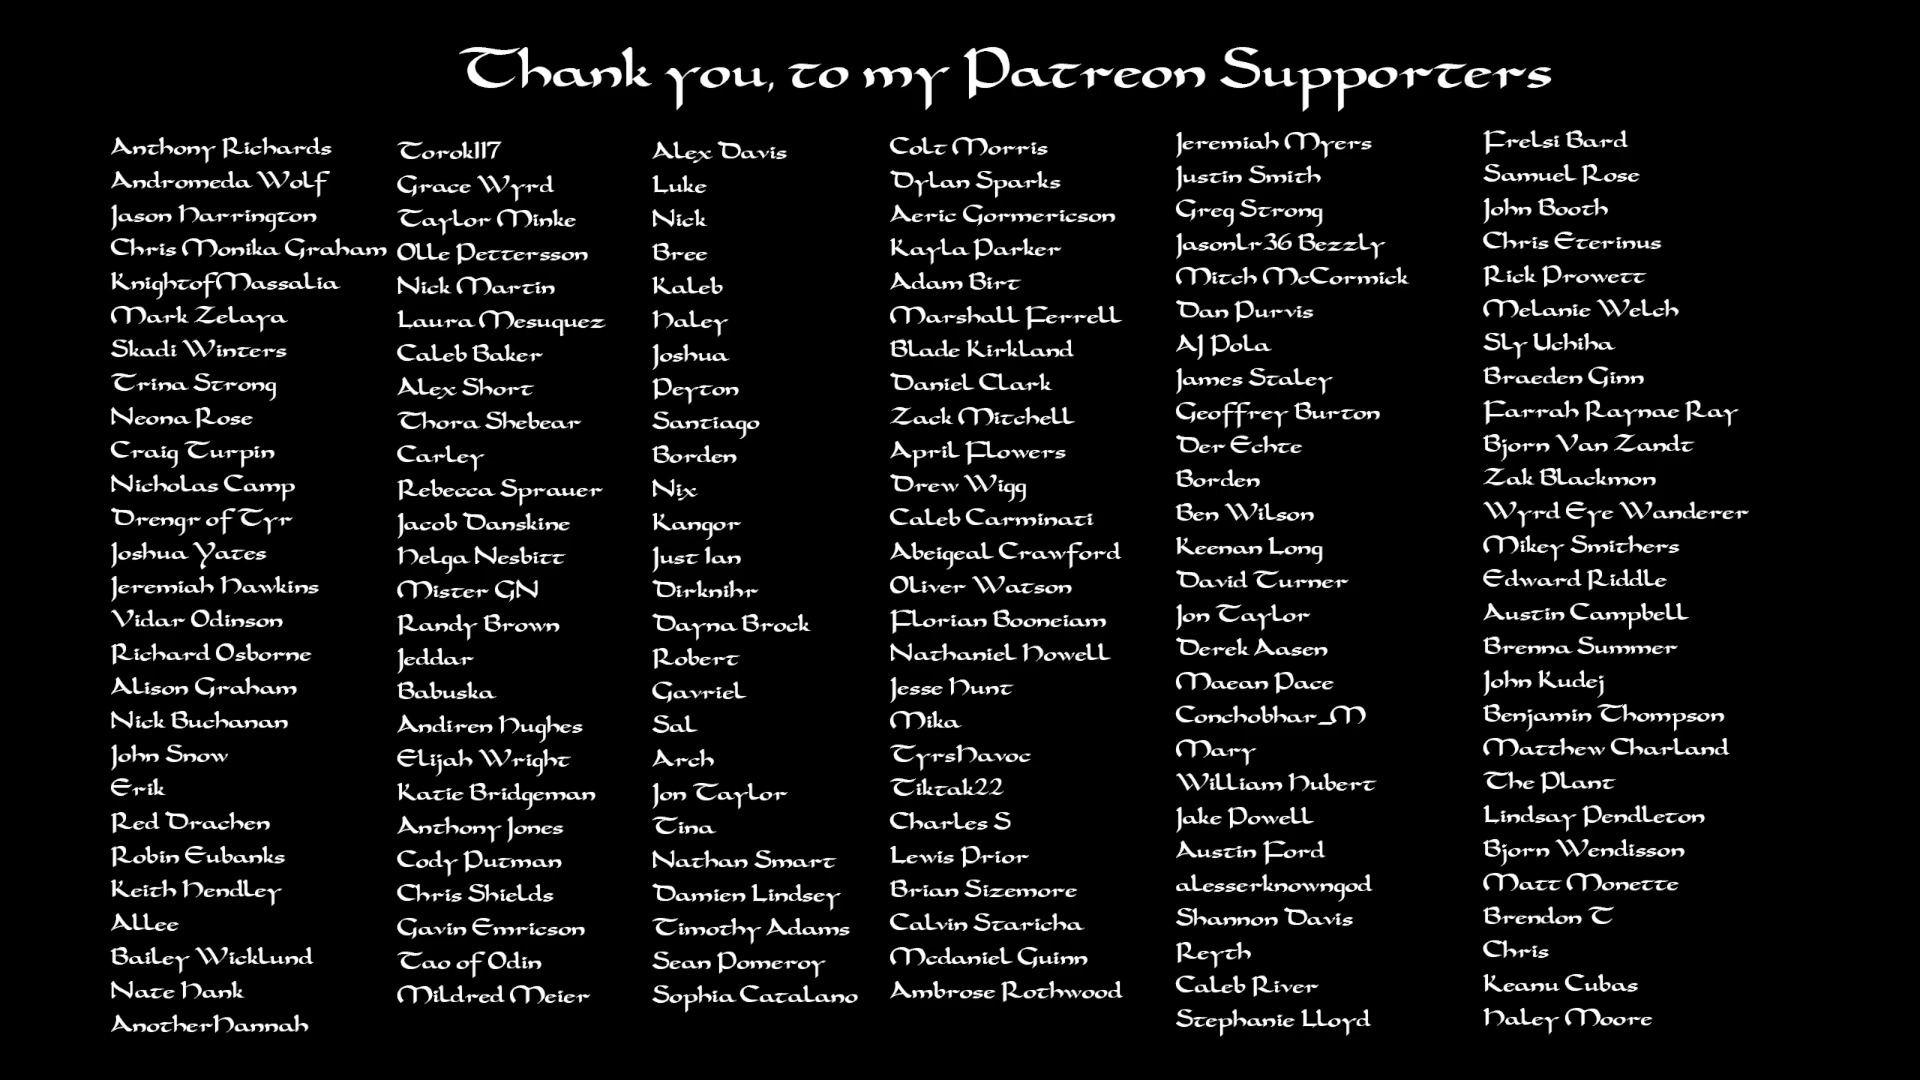 Thank you, to my Patreon Supporters
Anthony Richards
Andromeda Wolf
Jason Harrington
Chris Monika Graham
KnightofMassalia
Mark Zelaya
Skadi Winters
Trina Strong
Neona Rose
Craig Turpin
Nicholas Camp
Drengr of Tyr
Joshua Yates
Jeremiah Hawkins
Vidar Odinson
Richard Osborne
Alison Graham
Nick Buchanan
John Snow
Erik
Red Drachen
Robin Eubanks
Keith Hendley
Allee
Bailey Wicklund
Nate Hank
AnotherHannah
Torok117
Grace Wyrd
Taylor Minke
Olle Pettersson
Nick Martin
Laura Mesuquez
Caleb Baker
Alex Short
Thora Shebear
Carley
Rebecca Sprauer
Jacob Danskine
Helga Nesbitt
Mister GN
Randy Brown
Jeddar
Babuska
Andiren Hughes
Elijah Wright
Katie Bridgeman
Anthony Jones
Cody Putman
Chris Shields
Gavin Emricson
Tao of Odin
Mildred Meier
Alex Davis
Luke
Nick
Bree
Kaleb
Haley
Joshua
Peyton
Santiago
Borden
Nix
Kangor
Just Ian
Dirknihr
Dayna Brock
Robert
Gavriel
Sal
Arch
Jon Taylor
Tina
Nathan Smart
Damien Lindsey
Timothy Adams
Sean Pomeroy
Sophia Catalano
Colt Morris
Dylan Sparks
Aeric Gormericson
Kayla Parker
Adam Birt
Marshall Ferrell
Blade Kirkland
Daniel Clark
Zack Mitchell
April Flowers
Drew Wigg
Caleb Carminati
Abeigeal Crawford
Oliver Watson
Florian Booneiam
Nathaniel Howell
Jesse Hunt
Mika
TyrsHavoc
Tiktak22
Charles S
Lewis Prior
Brian Sizemore
Calvin Staricha
Mcdaniel Guinn
Ambrose Rothwood
Jeremiah Myers
Justin Smith
Greg Strong
Jasonlr36 Bezzly
Mitch McCormick
Dan Purvis
AJ Pola
James Staley
Geoffrey Burton
Der Echte
Borden
Ben Wilson
Keenan Long
David Turner
Jon Taylor
Derek Aasen
Maean Pace
Conchobhar_M
Mary
William Hubert
Jake Powell
Austin Ford
alesserknowngod
Shannon Davis
Reyth
Caleb River
Stephanie Lloyd
Frelsi Bard
Samuel Rose
John Booth
Chris Eterinus
Rick Prowett
Melanie Welch
Sly Uchiha
Braeden Ginn
Farrah Raynae Ray
Bjorn Van Zandt
Zak Blackmon
Wyrd Eye Wanderer
Mikey Smithers
Edward Riddle
Austin Campbell
Brenna Summer
John Kudej
Benjamin Thompson
Matthew Charland
The Plant
Lindsay Pendleton
Bjorn Wendisson
Matt Monette
Brendon T
Chris
Keanu Cubas
Haley Moore